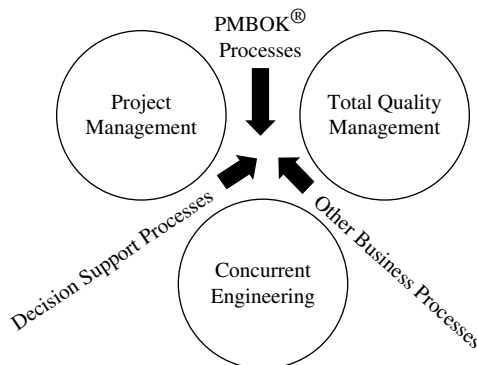 PMBOK®
Processes
Project
Management
Total Quality
Management
Decision Support Processes
Other Business Processes
Concurrent
Engineering